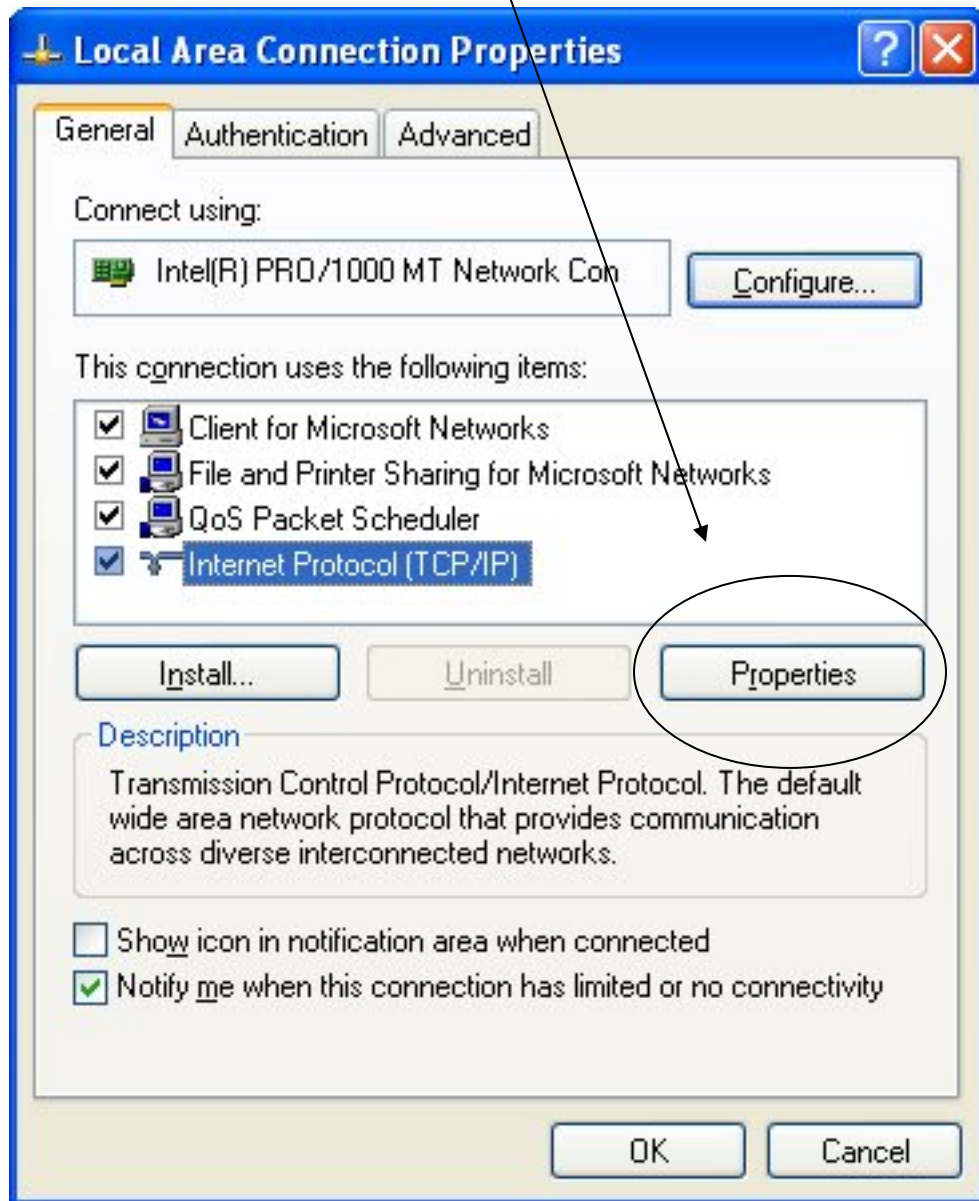 Local Area Connection Properties
General Authentication Advanced
Connect using:
Intel(R) PRO/1000 MT Network Con
Configure...
This connection uses the following items:
Client for Microsoft Networks
File and Printer Sharing for Microsoft Networks
QoS Packet Scheduler
Internet Protocol (TCP/IP)
Install... Uninstall Properties
Description
Transmission Control Protocol/Internet Protocol. The default
wide area network protocol that provides communication
across diverse interconnected networks.
Show icon in notification area when connected
Notify me when this connection has limited or no connectivity
OK Cancel